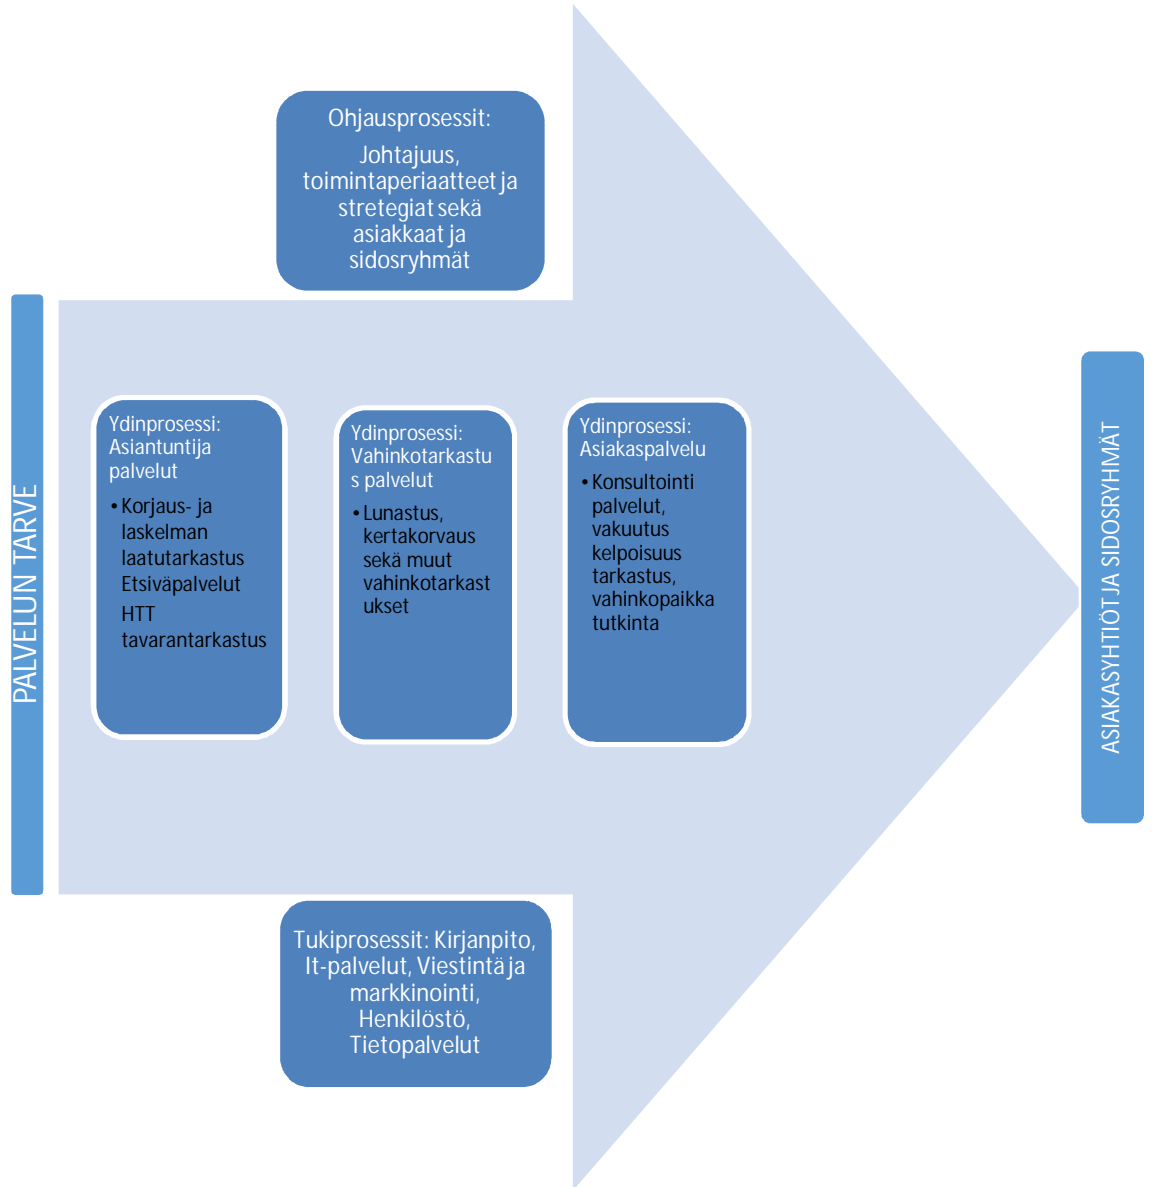 Ohjausprosessit:
Johtajuus,
toimintaperiaatteet ja
stretegiat sekä
asiakkaat ja
sidosryhmät
PALVELUN TARVE
Ydinprosessi:
Asiantuntija
palvelut
• Korjaus- ja
laskelman
laatutarkastus
Etsiväpalvelut
HTT
tavarantarkastus
Ydinprosessi:
Vahinkotarkastu
s palvelut
• Lunastus,
kertakorvaus
sekä muut
vahinkotarkast
ukset
Ydinprosessi:
Asiakaspalvelu
• Konsultointi
palvelut,
vakuutus
kelpoisuus
tarkastus,
vahinkopaikka
tutkinta
ASIAKASYHTIÖT JA SIDOSRYHMÄT
Tukiprosessit: Kirjanpito,
It-palvelut, Viestintä ja
markkinointi,
Henkilöstö,
Tietopalvelut